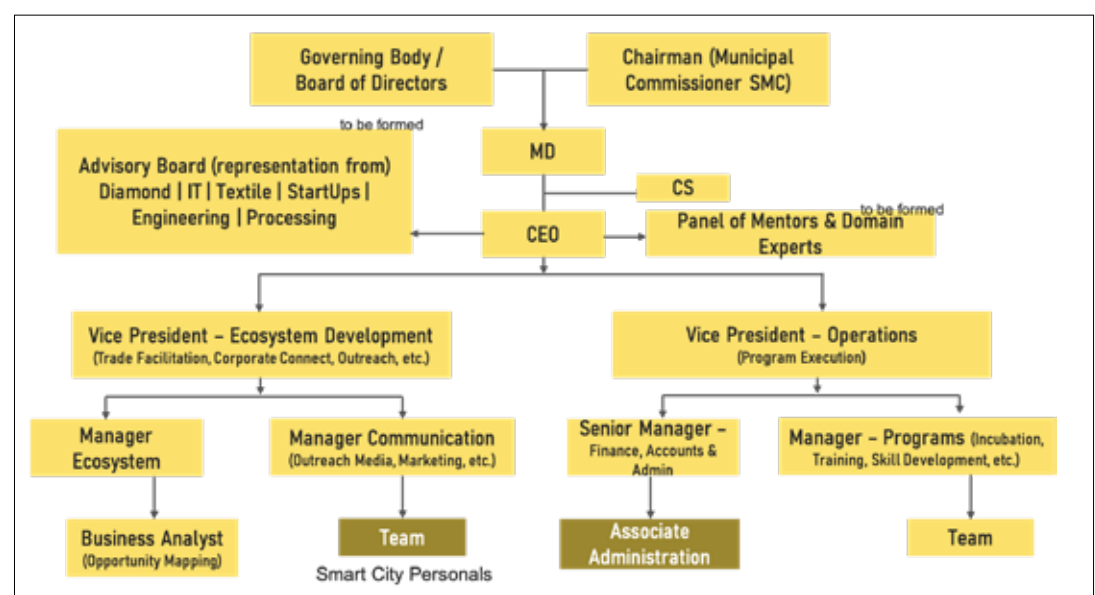 Governing Body /
Board of Directors
Chairman (Municipal
Commissioner SMC)
to be formed
MD
Advisory Board (representation from)
Diamond | IT | Textile | StartUps |
Engineering | Processing
CS
to be formed
CEO
Panel of Mentors & Domain
Experts
Vice President – Ecosystem Development
(Trade Facilitation, Corporate Connect, Outreach, etc.)
Vice President – Operations
(Program Execution)
Manager
Ecosystem
Manager Communication
(Outreach Media, Marketing, etc.)
Senior Manager –
Finance, Accounts &
Admin
Manager – Programs (Incubation,
Training, Skill Development, etc.)
Business Analyst
(Opportunity Mapping)
Team
Smart City Personals
Associate
Administration
Team